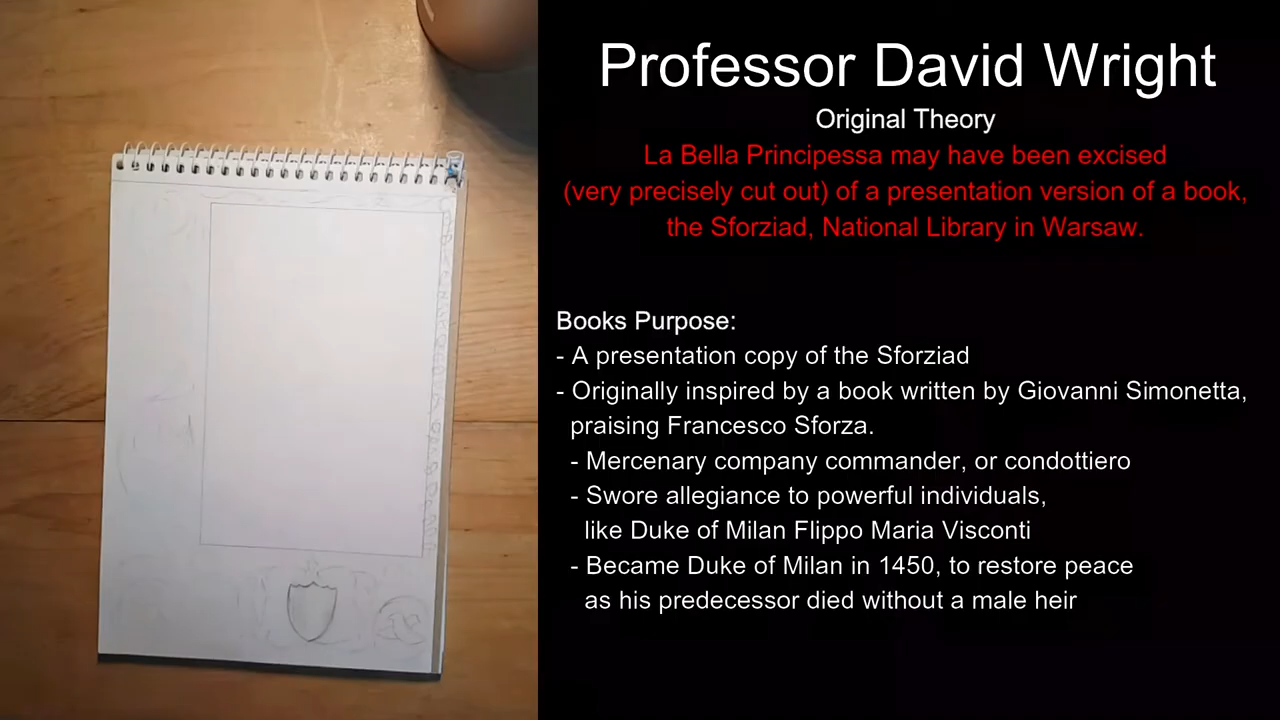 Professor David Wright
Original Theory
La Bella Principessa may have been excised
(very precisely cut out) of a presentation version of a book,
the Sforziad, National Library in Warsaw.
Books Purpose:
- A presentation copy of the Sforziad
- Originally inspired by a book written by Giovanni Simonetta,
praising Francesco Sforza.
- Mercenary company commander, or condottiero
- Swore allegiance to powerful individuals,
like Duke of Milan Flippo Maria Visconti
- Became Duke of Milan in 1450, to restore peace
as his predecessor died without a male heir